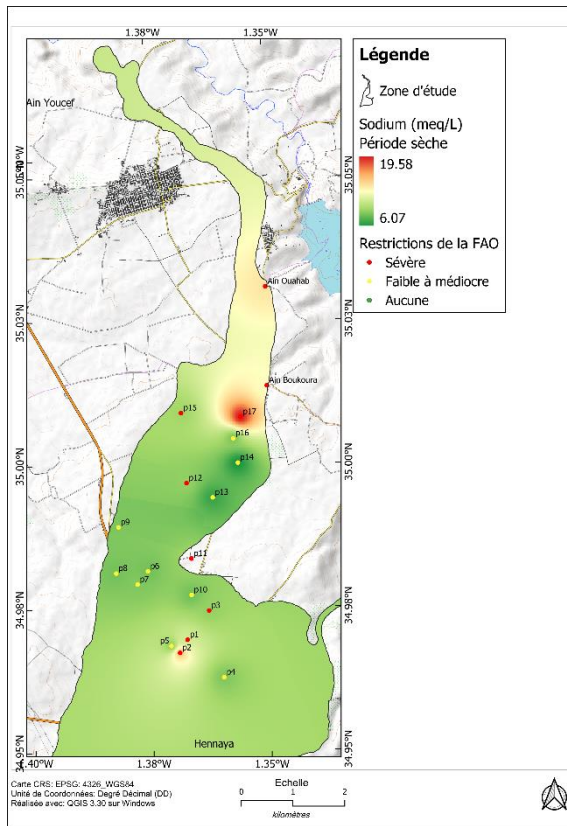 1.38°W
1.35°W
Ain Youcef
35.05°N
35.05°N
Ain Ouahab
35.03°N
35.03°N
Ain Boukoura
p15
p17
p16
35.00°N
35.00°N
p14
p12
p13
p9
p11
p8
p6
p7
p10
34.98°N
34.98°N
p3
p1
p5
p2
p4
Hennaya
34.95°N
34.95°N
1.40°W
1.38°W
1.35°W
Légende
Zone d'étude
Sodium (meq/L)
Période sèche
19.58
6.07
Restrictions de la FAO
Sévère
Faible à médiocre
Aucune
Carte CRS: EPSG: 4326_WGS84
Unité de Coordonnées: Degré Décimal (DD)
Réalisée avec: QGIS 3.30 sur Windows
Echelle
0 1 2
kilomètres